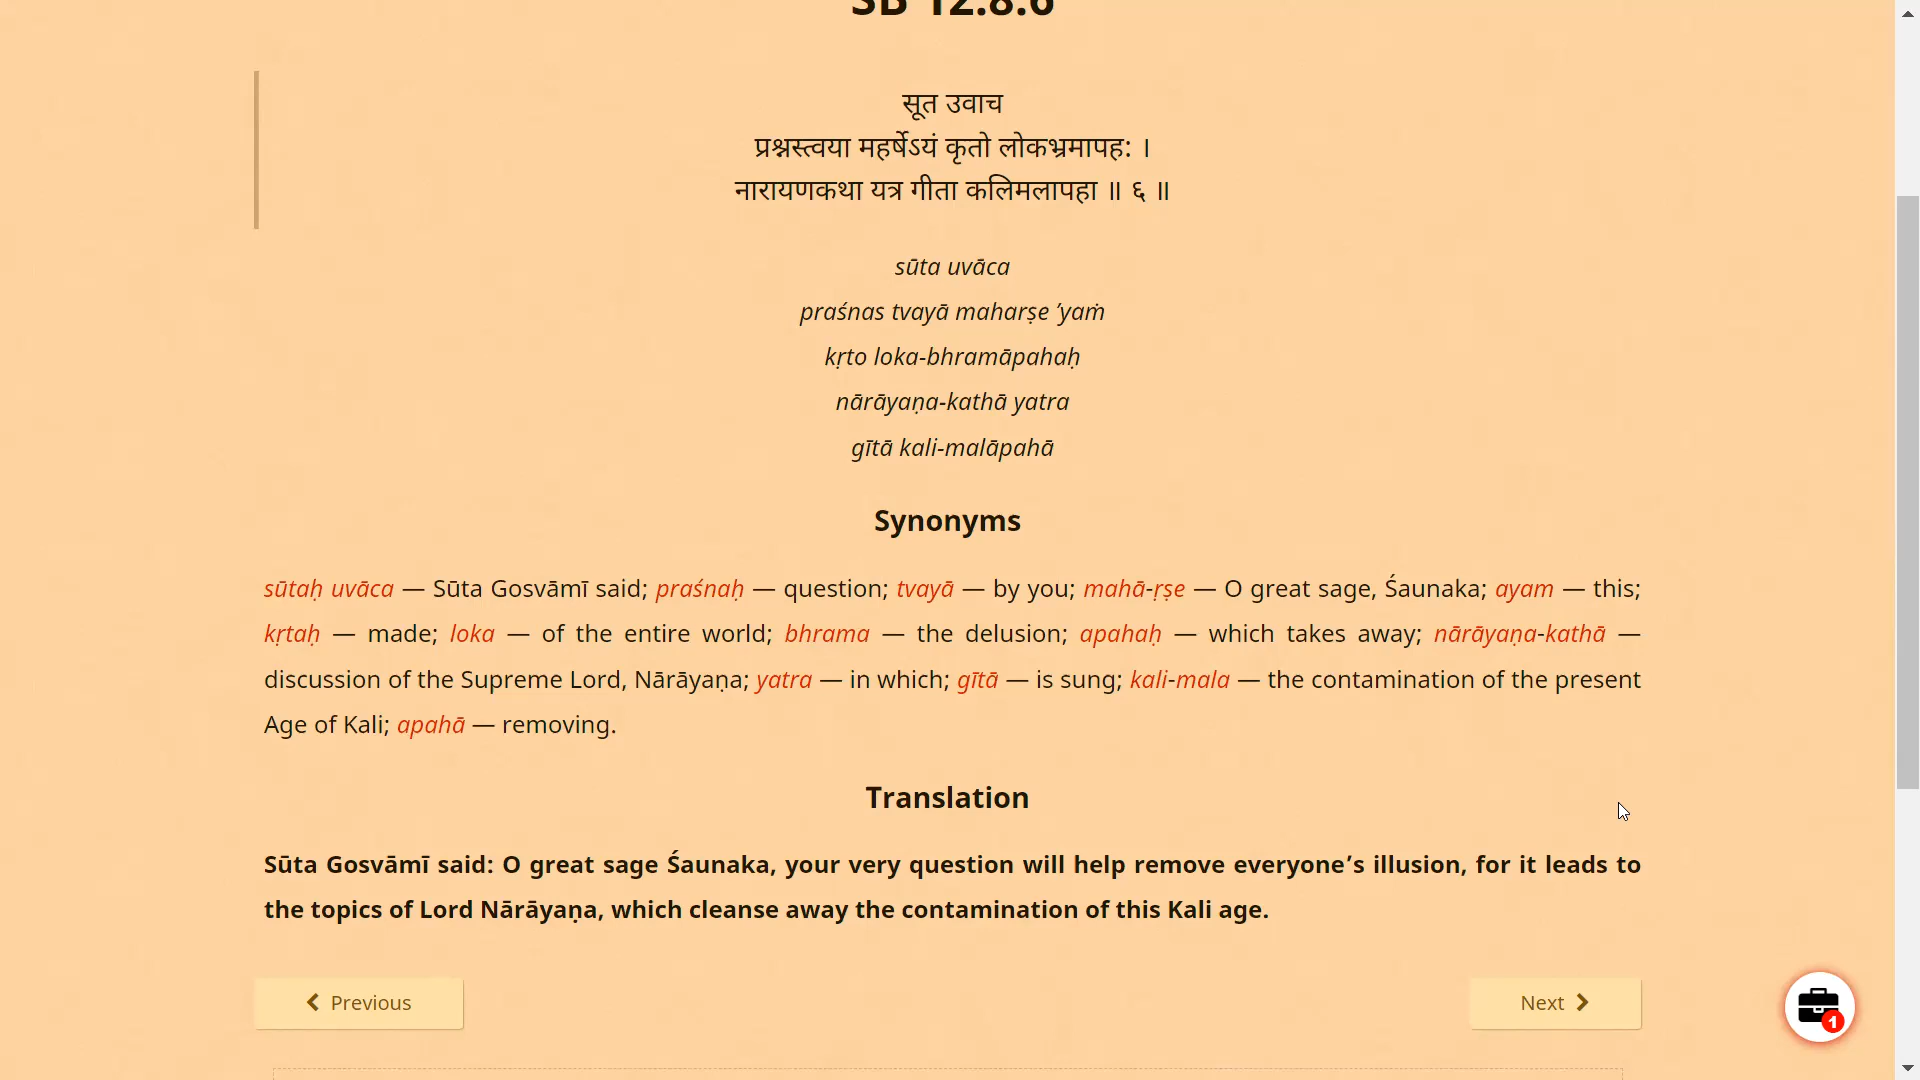 SB 12.8.6
सूत उवाच
प्रश्नस्त्वया महर्षेऽयं कृतो लोकभ्रमापह: ।
नारायणकथा यत्र गीता कलिमलापहा ॥ ६ ॥
sūta uvāca
praśnas tvayā maharṣe ’yaṁ
kṛto loka-bhramāpahaḥ
nārāyaṇa-kathā yatra
gītā kali-malāpahā
Synonyms
sūtaḥ uvāca — Sūta Gosvāmī said; praśnaḥ — question; tvayā — by you; mahā-ṛṣe — O great sage, Śaunaka; ayam — this;
kṛtaḥ — made; loka — of the entire world; bhrama — the delusion; apahaḥ — which takes away; nārāyaṇa-kathā —
discussion of the Supreme Lord, Nārāyaṇa; yatra — in which; gītā — is sung; kali-mala — the contamination of the present
Age of Kali; apahā — removing.
Translation
Sūta Gosvāmī said: O great sage Śaunaka, your very question will help remove everyone’s illusion, for it leads to
the topics of Lord Nārāyaṇa, which cleanse away the contamination of this Kali age.
Previous
Next
1